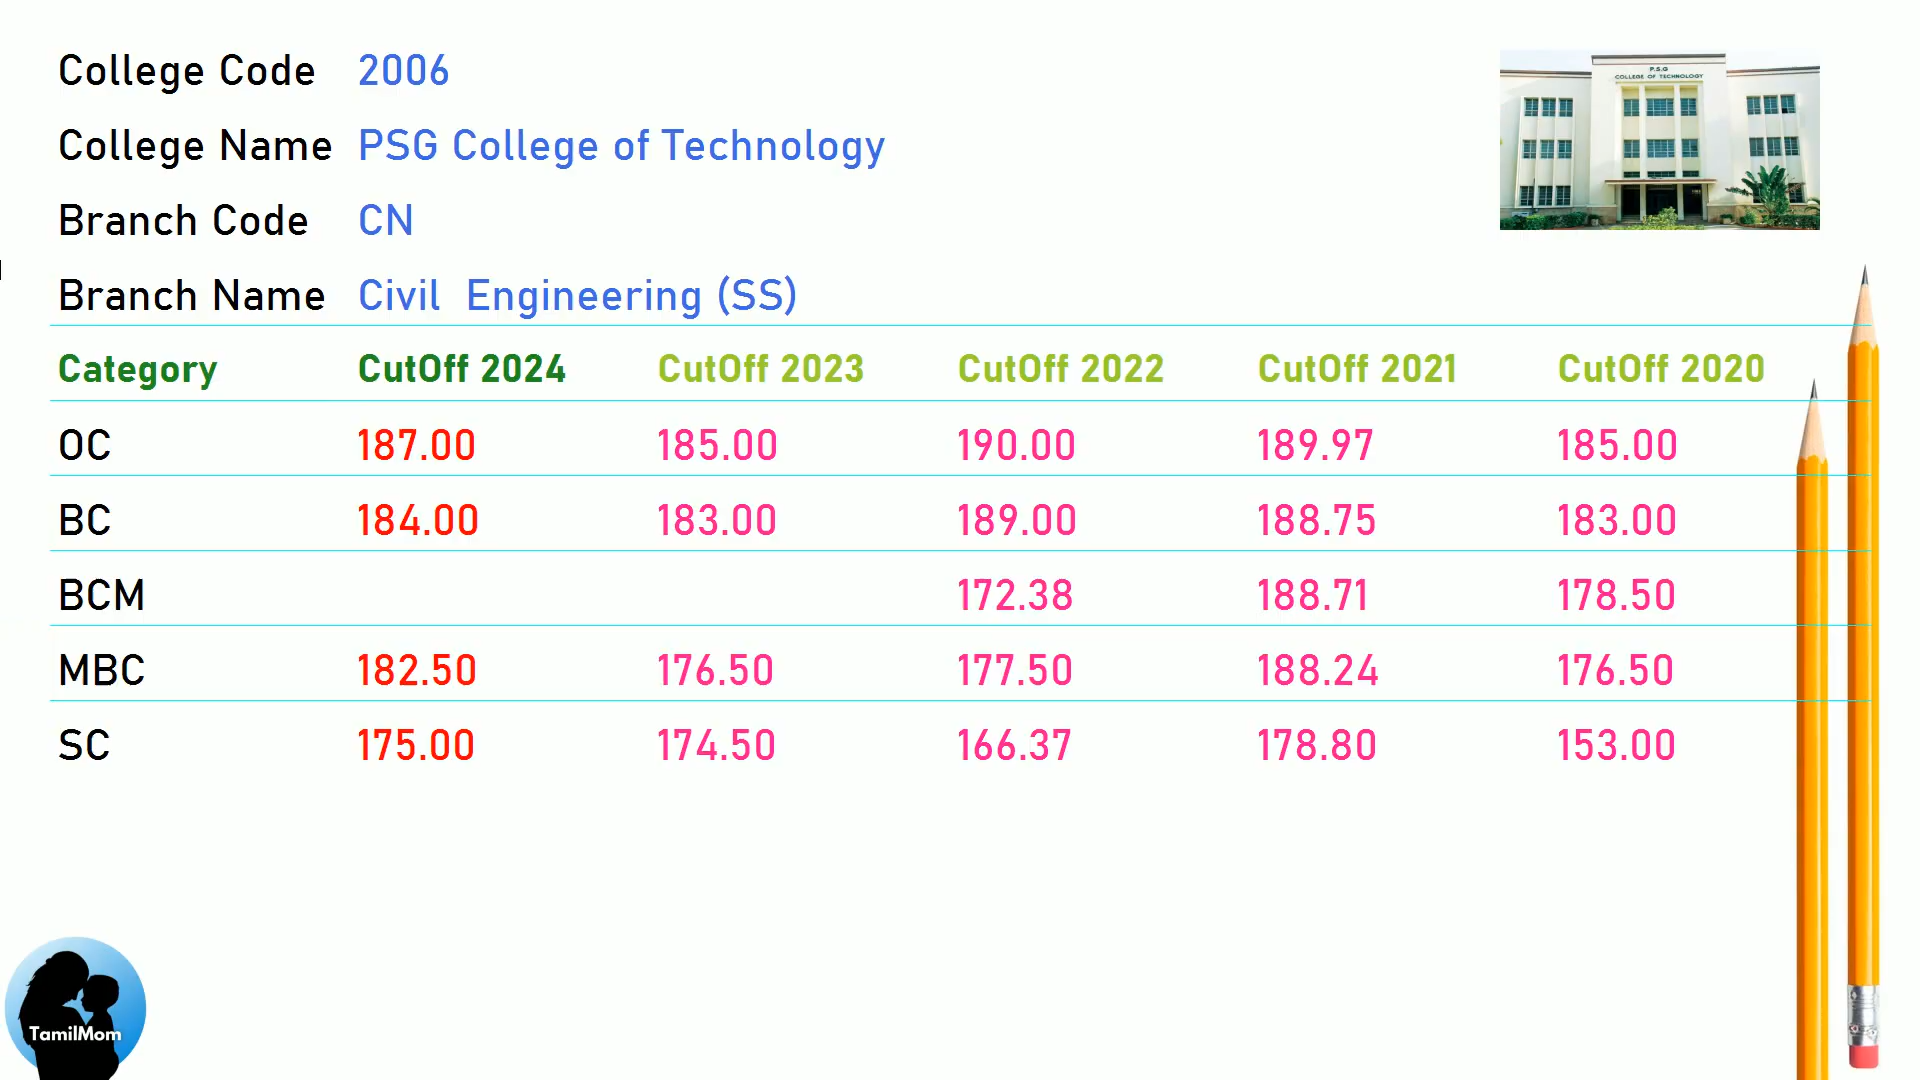 College Code 2006
College Name PSG College of Technology
Branch Code CN
Branch Name Civil Engineering (SS)
P.S.G
COLLEGE OF TECHNOLOGY
Category CutOff 2024 CutOff 2023 CutOff 2022 CutOff 2021 CutOff 2020
OC 187.00 185.00 190.00 189.97 185.00
BC 184.00 183.00 189.00 188.75 183.00
BCM 172.38 188.71 178.50
MBC 182.50 176.50 177.50 188.24 176.50
SC 175.00 174.50 166.37 178.80 153.00
TamilMom